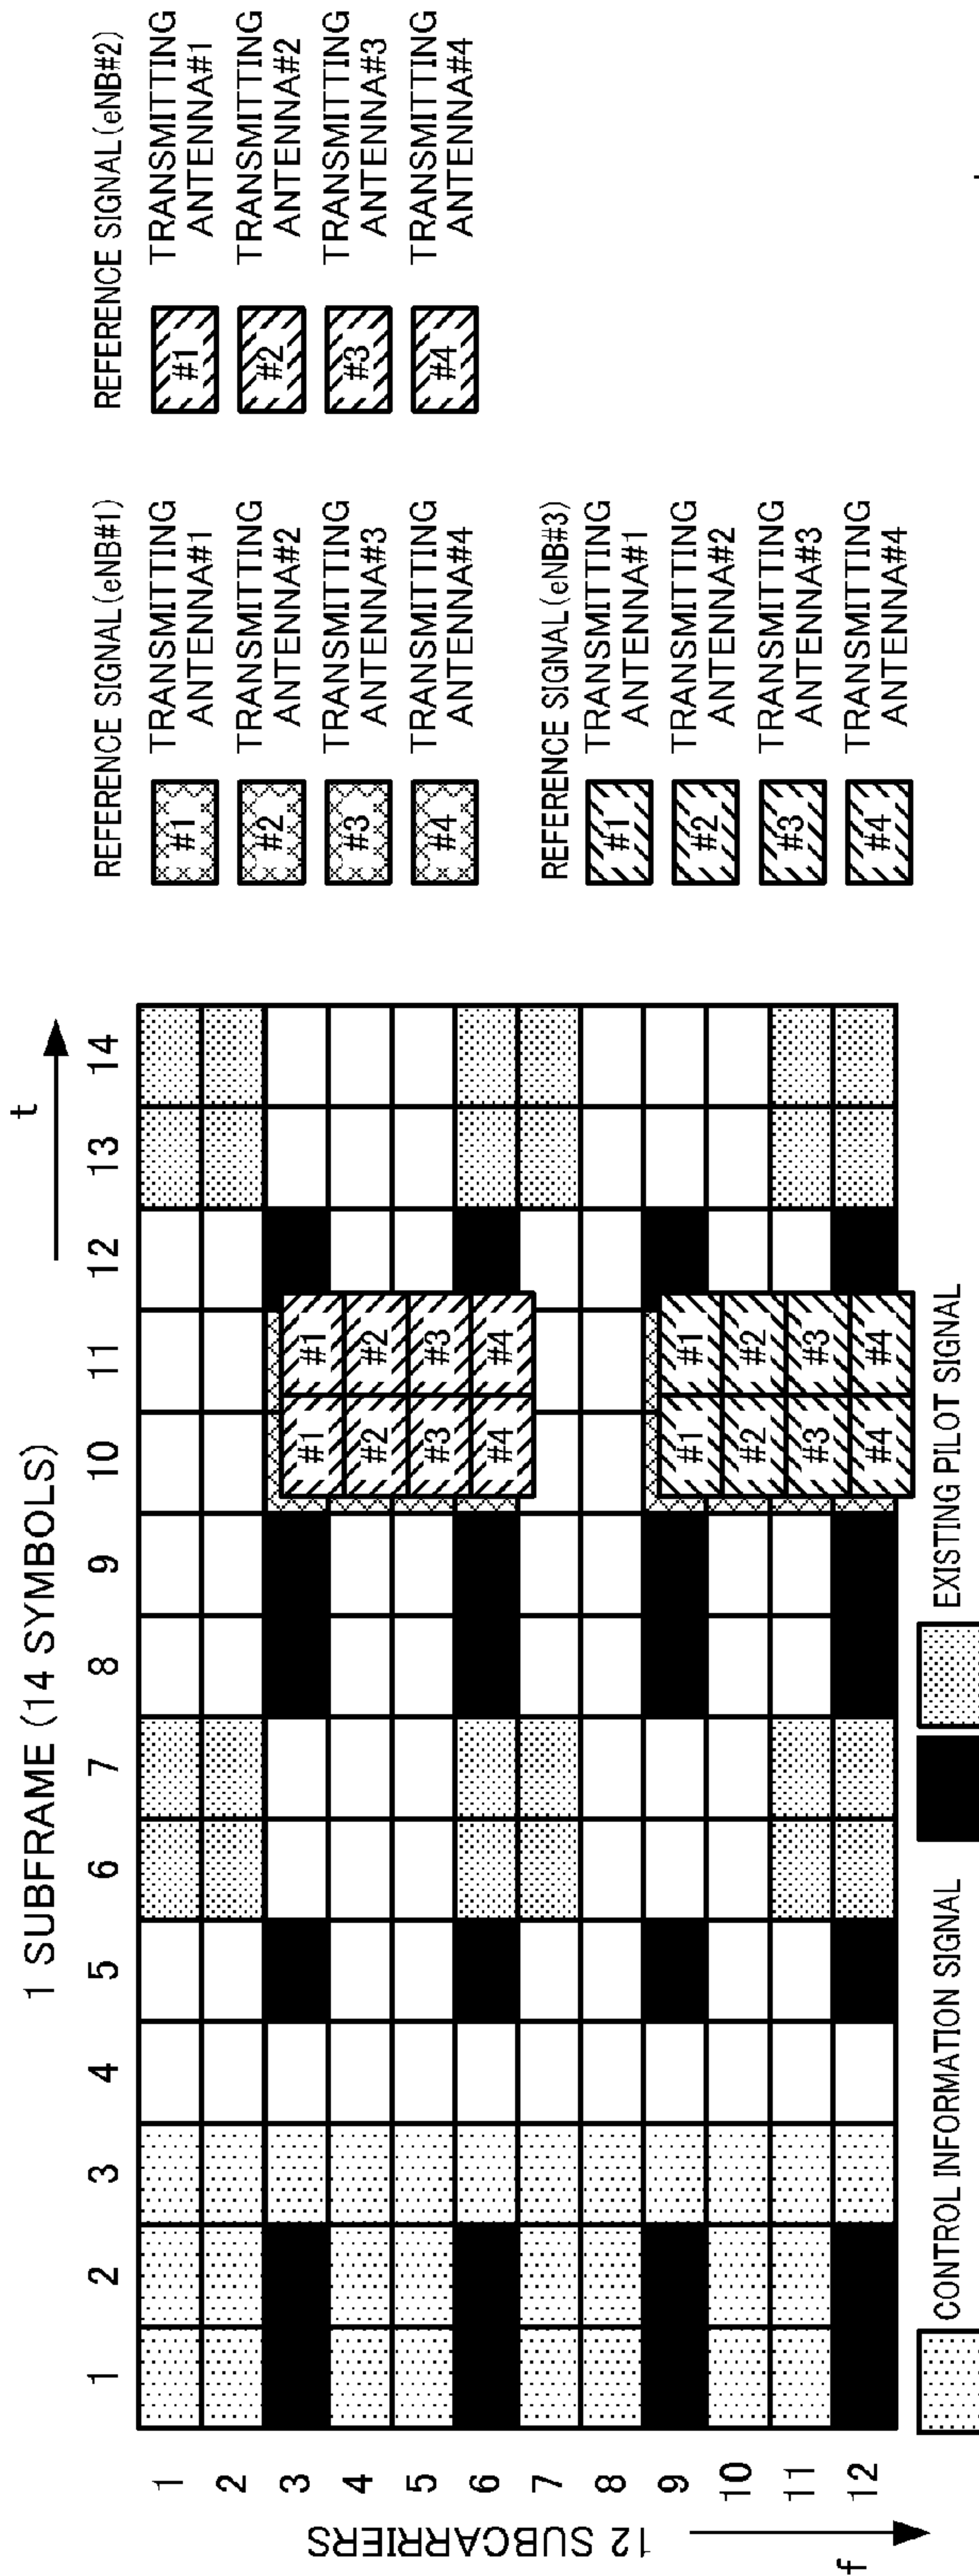 1 SUBFRAME (14 SYMBOLS)
t
1 2 3 4 5 6 7 8 9 10 11 12 13 14
12 SUBCARRIERS
f
1
2
3
4
5
6
7
8
9
10
11
12
#1 #1
#2 #2
#3 #3
#4 #4
#1 #1
#2 #2
#3 #3
#4 #4
CONTROL INFORMATION SIGNAL
EXISTING PILOT SIGNAL
REFERENCE SIGNAL(eNB#1)
#1 TRANSMITTING
ANTENNA#1
#2 TRANSMITTING
ANTENNA#2
#3 TRANSMITTING
ANTENNA#3
#4 TRANSMITTING
ANTENNA#4
REFERENCE SIGNAL(eNB#2)
#1 TRANSMITTING
ANTENNA#1
#2 TRANSMITTING
ANTENNA#2
#3 TRANSMITTING
ANTENNA#3
#4 TRANSMITTING
ANTENNA#4
REFERENCE SIGNAL(eNB#3)
#1 TRANSMITTING
ANTENNA#1
#2 TRANSMITTING
ANTENNA#2
#3 TRANSMITTING
ANTENNA#3
#4 TRANSMITTING
ANTENNA#4